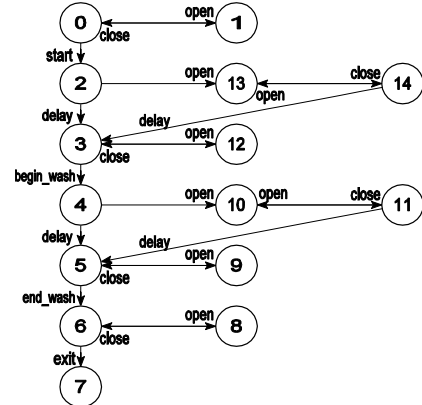 0 open 1
close
start
2 open 13 close 14
open
delay delay
3 open 12
close
begin_wash
4 open 10 open close 11
delay delay
5 open 9
close
end_wash
6 open 8
close
exit
7